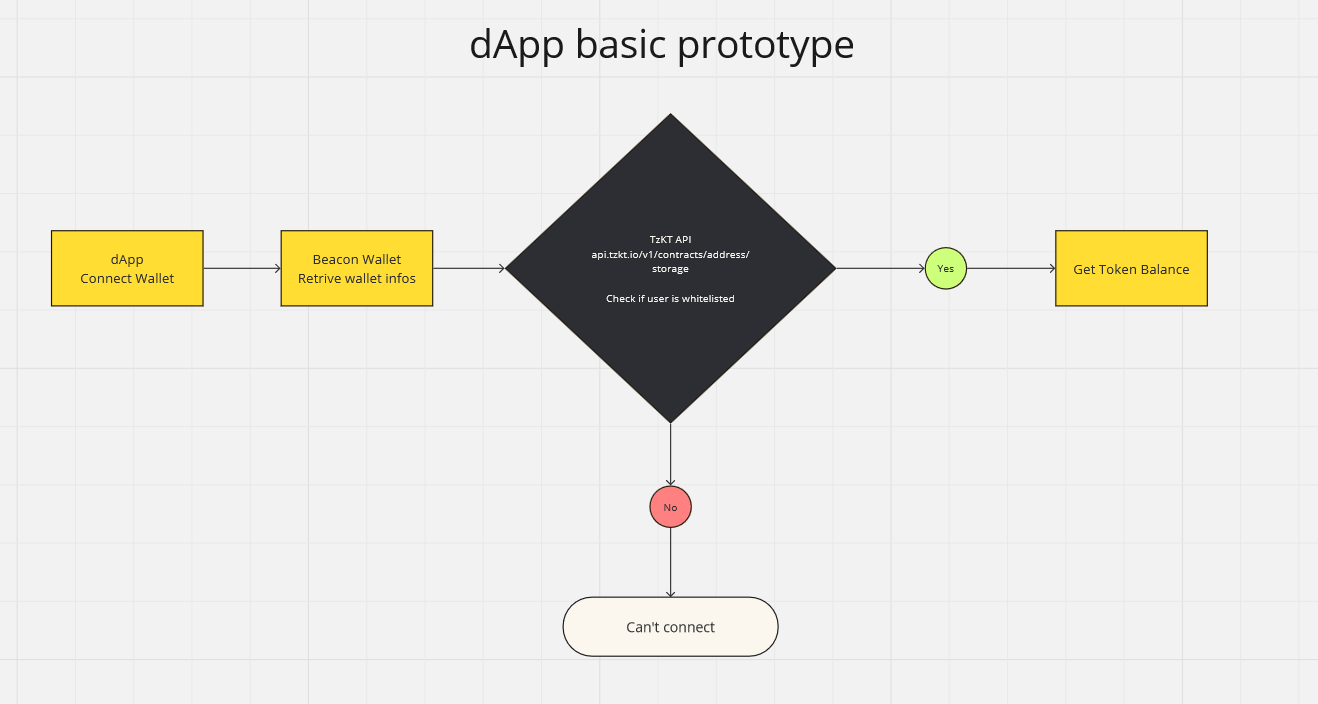 dApp basic prototype
dApp
Connect Wallet
Beacon Wallet
Retrive wallet infos
TzKT API
api.tzkt.io/v1/contracts/address/
storage
Check if user is whitelisted
Yes
Get Token Balance
No
Can't connect